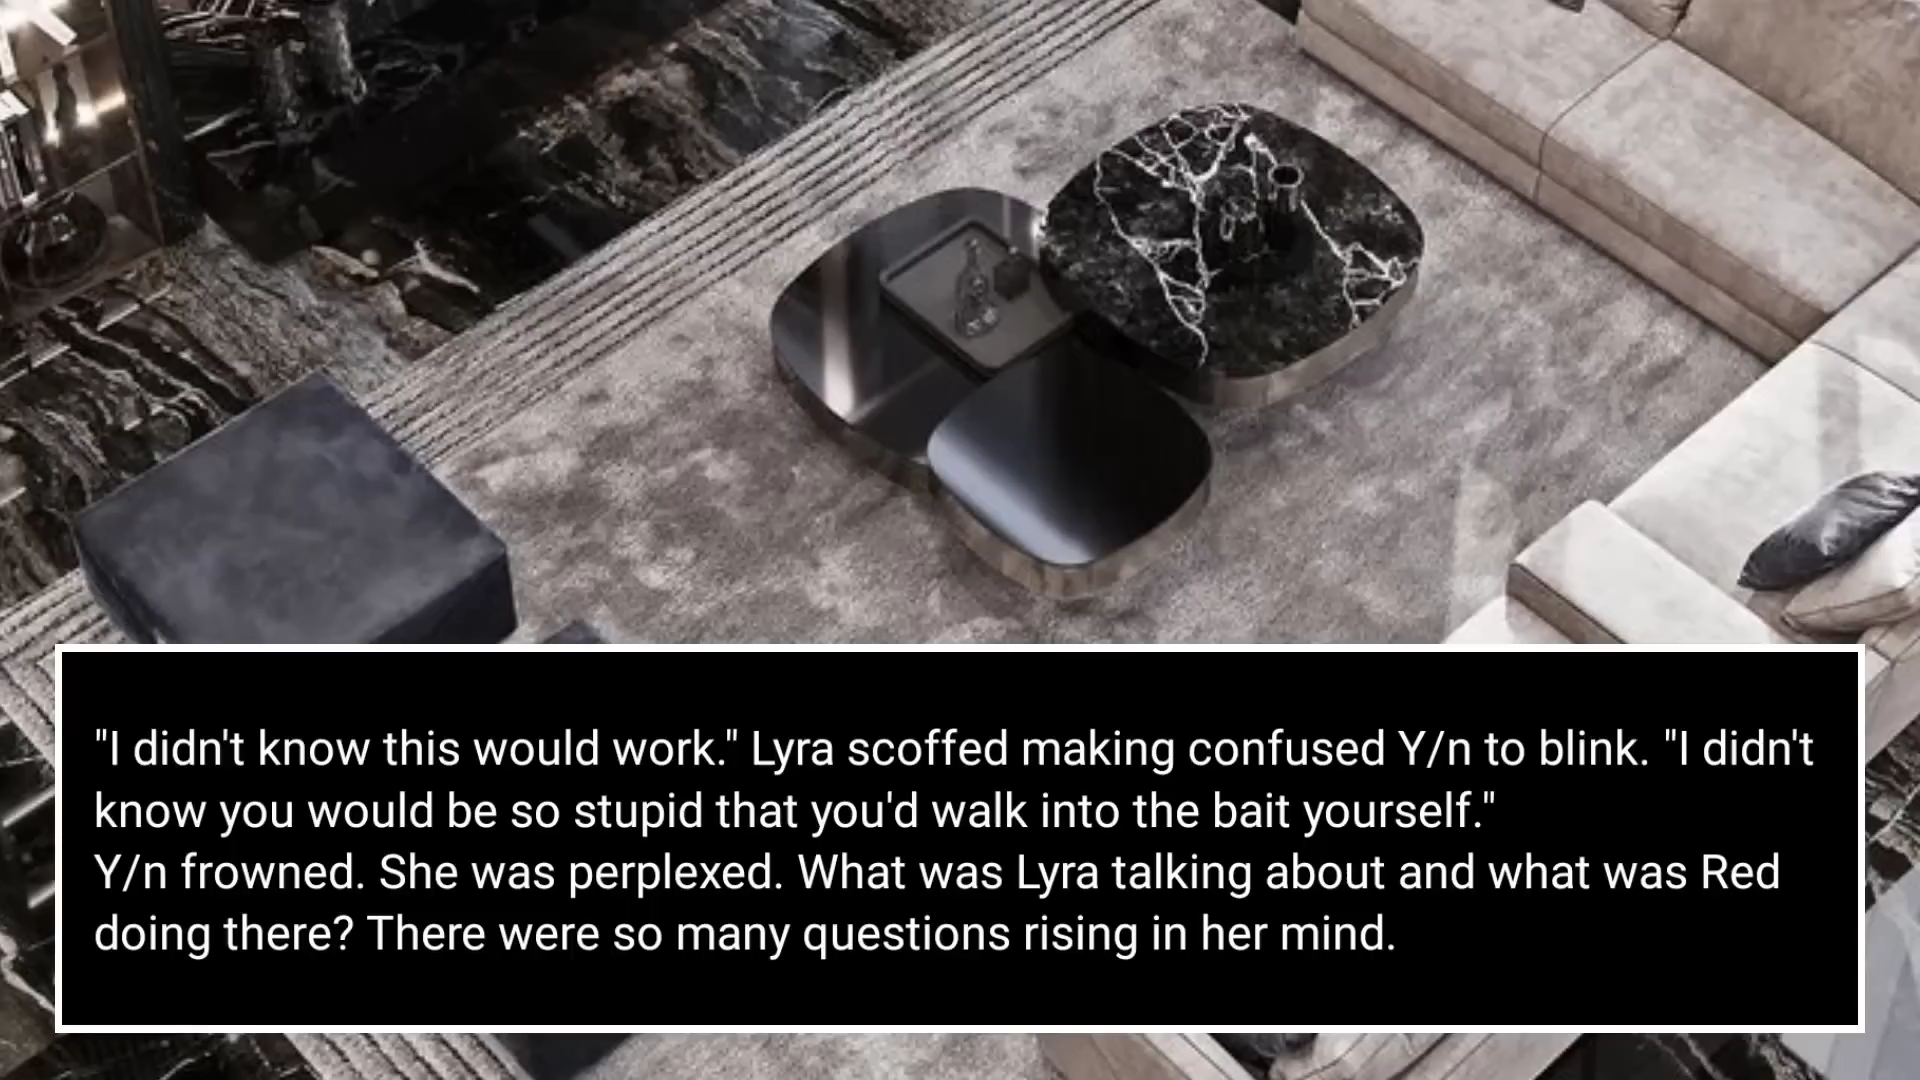 "I didn't know this would work." Lyra scoffed making confused Y/n to blink. "I didn't
know you would be so stupid that you'd walk into the bait yourself."
Y/n frowned. She was perplexed. What was Lyra talking about and what was Red
doing there? There were so many questions rising in her mind.